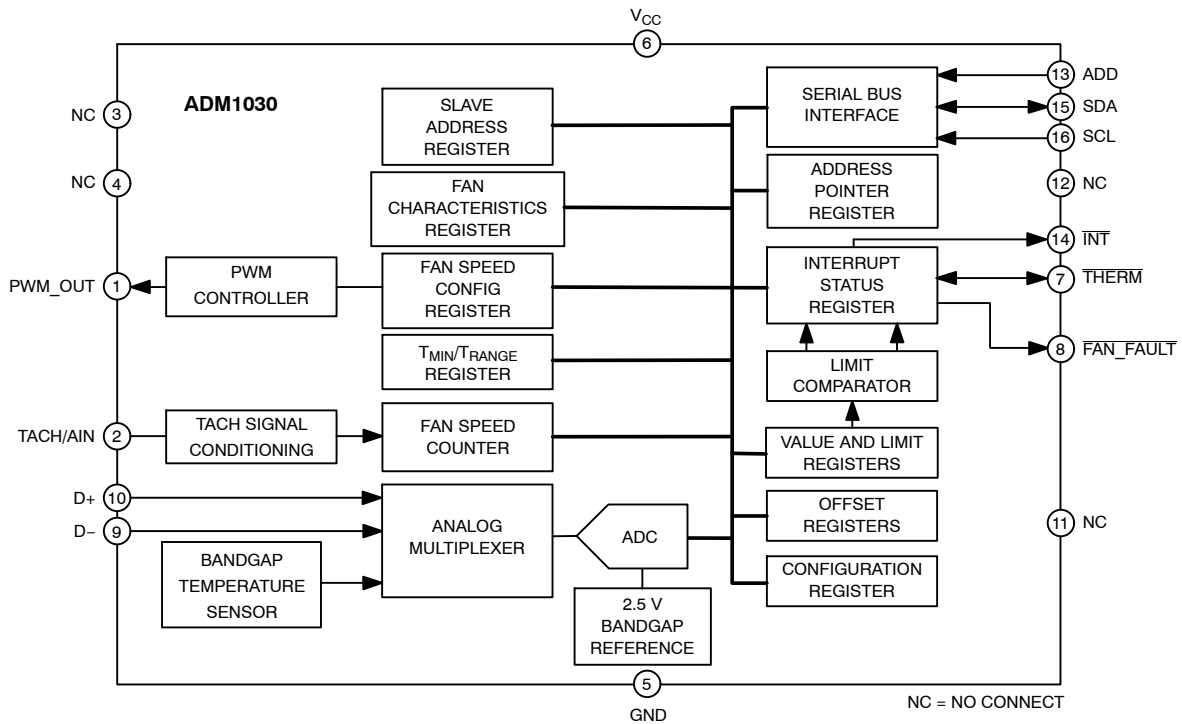 V_CC
6
ADM1030
3
NC
4
NC
1
PWM_OUT
2
TACH/AIN
10
D+
9
D−
PWM
CONTROLLER
TACH SIGNAL
CONDITIONING
BANDGAP
TEMPERATURE
SENSOR
SLAVE
ADDRESS
REGISTER
FAN
CHARACTERISTICS
REGISTER
FAN SPEED
CONFIG
REGISTER
T_MIN/T_RANGE
REGISTER
FAN SPEED
COUNTER
ANALOG
MULTIPLEXER
ADC
2.5 V
BANDGAP
REFERENCE
SERIAL BUS
INTERFACE
ADDRESS
POINTER
REGISTER
INTERRUPT
STATUS
REGISTER
LIMIT
COMPARATOR
VALUE AND LIMIT
REGISTERS
OFFSET
REGISTERS
CONFIGURATION
REGISTER
13 ADD
15 SDA
16 SCL
12 NC
14 INT
7 THERM
8 FAN_FAULT
11 NC
5
GND
NC = NO CONNECT